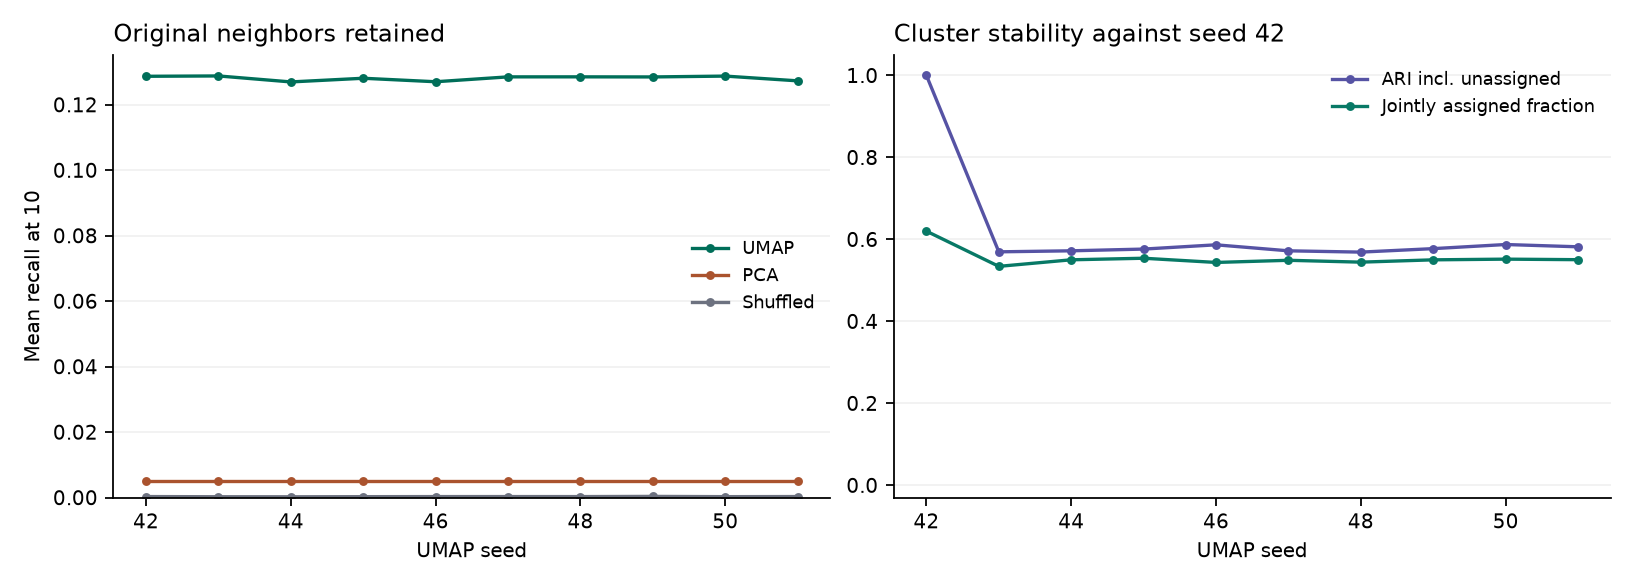 Original neighbors retained
Mean recall at 10
0.12
0.10
0.08
0.06
0.04
0.02
0.00
UMAP
PCA
Shuffled
42
44
46
48
50
UMAP seed
Cluster stability against seed 42
1.0
0.8
0.6
0.4
0.2
0.0
ARI incl. unassigned
Jointly assigned fraction
42
44
46
48
50
UMAP seed